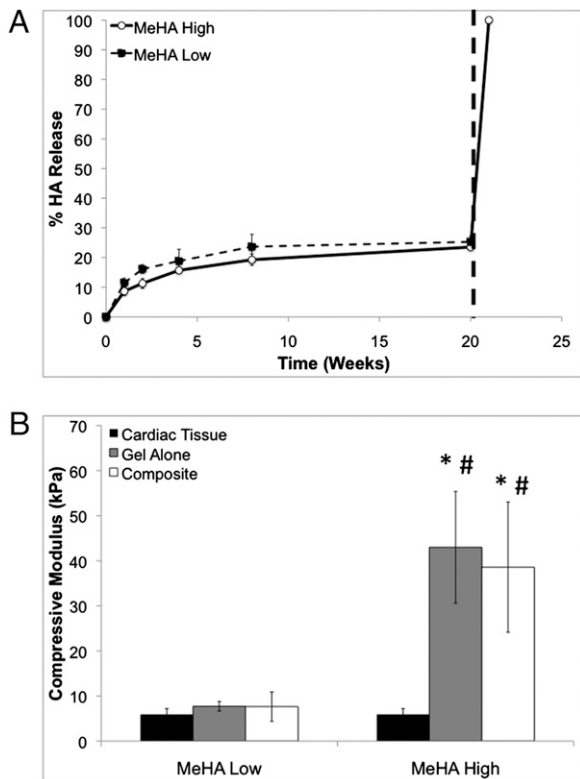 A
MeHA High
MeHA Low
% HA Release
100
90
80
70
60
50
40
30
20
10
0
0 5 10 15 20 25
Time (Weeks)
B
Cardiac Tissue
Gel Alone
Composite
Compressive Modulus (kPa)
70
60
50
40
30
20
10
0
* #
* #
MeHA Low MeHA High